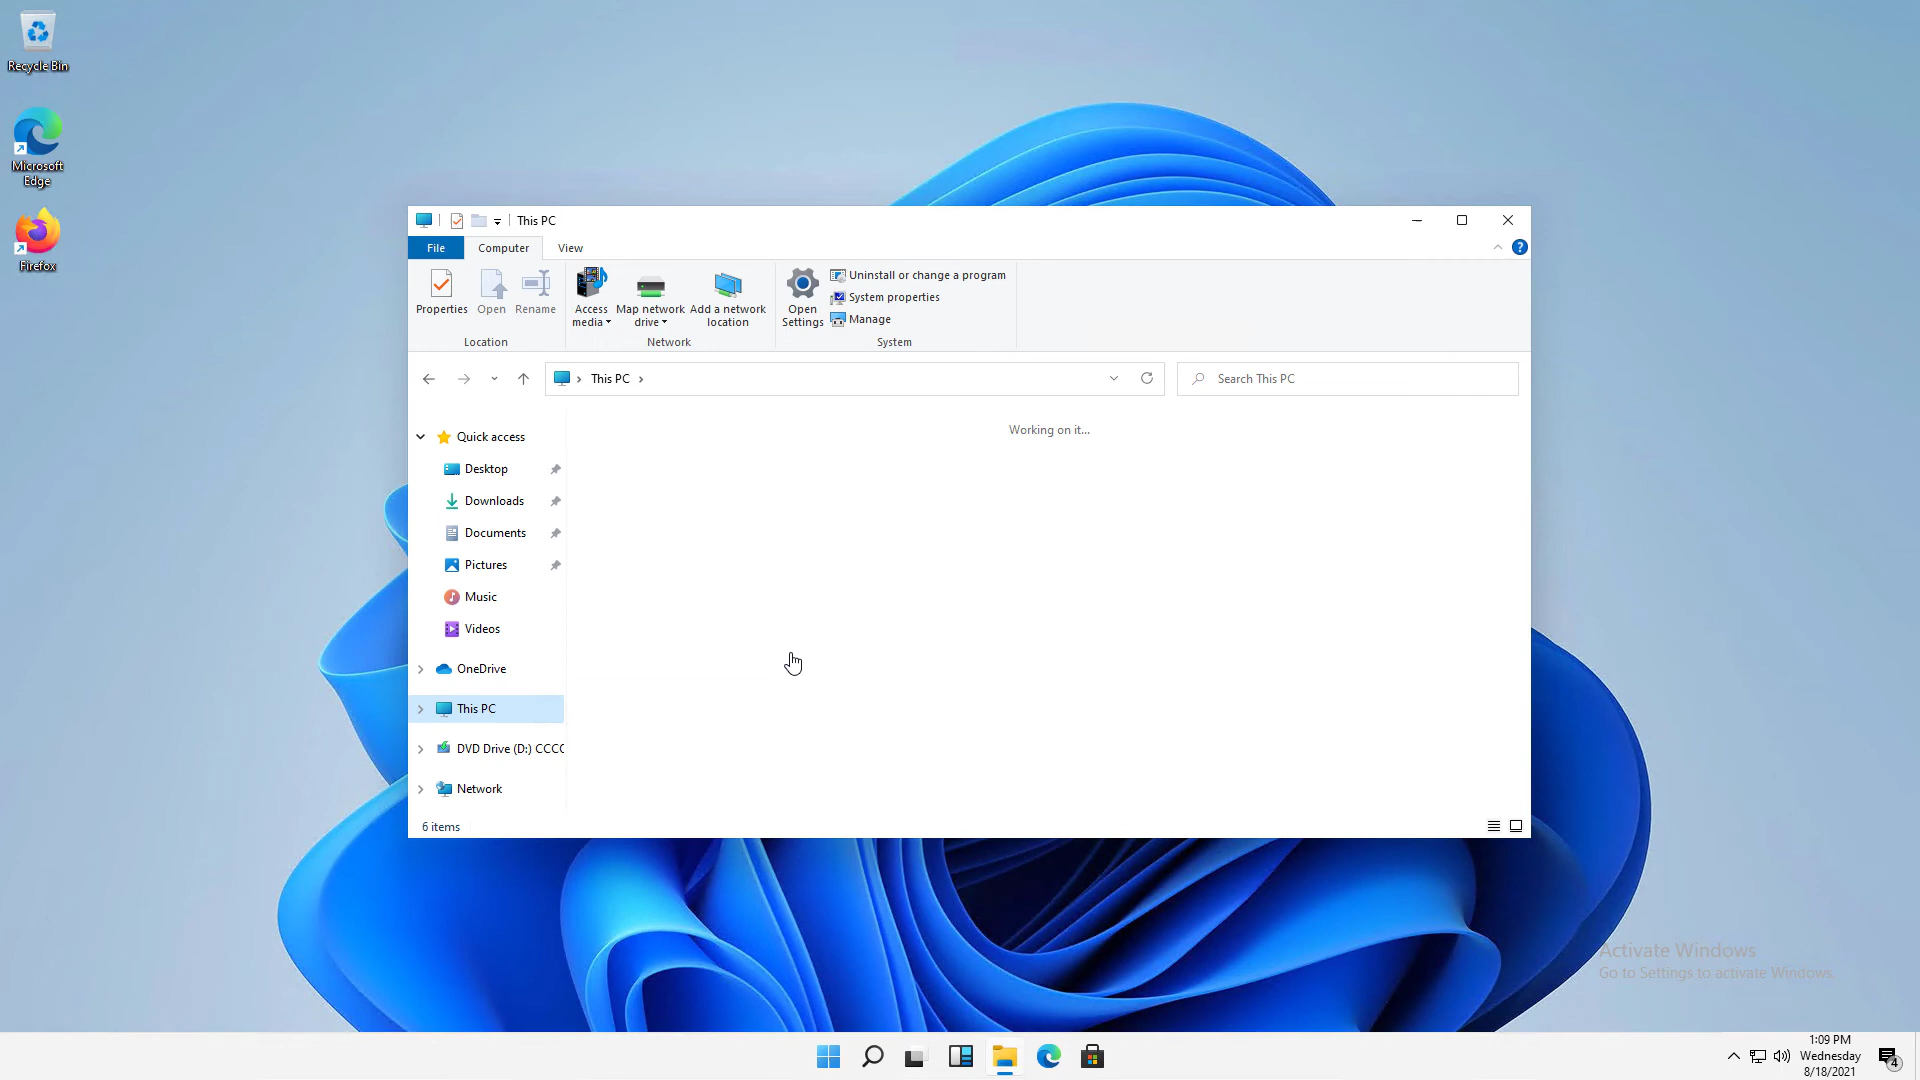 Recycle Bin
Microsoft
Edge
Firefox
This PC
File
Computer
View
?
Properties
Open
Rename
Access
media
Map network
drive
Add a network
location
Open
Settings
Uninstall or change a program
System properties
Manage
Location
Network
System
This PC
Search This PC
Working on it...
Quick access
Desktop
Downloads
Documents
Pictures
Music
Videos
OneDrive
This PC
DVD Drive (D:) CCCC
Network
6 items
Activate Windows
Go to Settings to activate Windows.
1:09 PM
Wednesday
8/18/2021
4